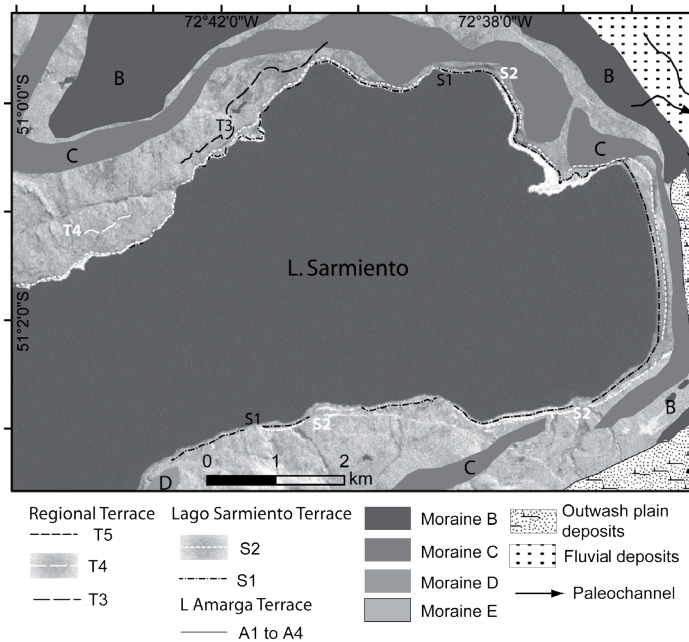 72°42'0"W
72°38'0"W
B
B
51°0'0"S
S1
S2
T3
C
C
T4
L. Sarmiento
51°2'0"S
B
S1
S2
S2
C
D
0 1 2
km
Regional Terrace
T5
T4
T3
Lago Sarmiento Terrace
S2
S1
L Amarga Terrace
A1 to A4
Moraine B
Moraine C
Moraine D
Moraine E
Outwash plain
deposits
Fluvial deposits
Paleochannel